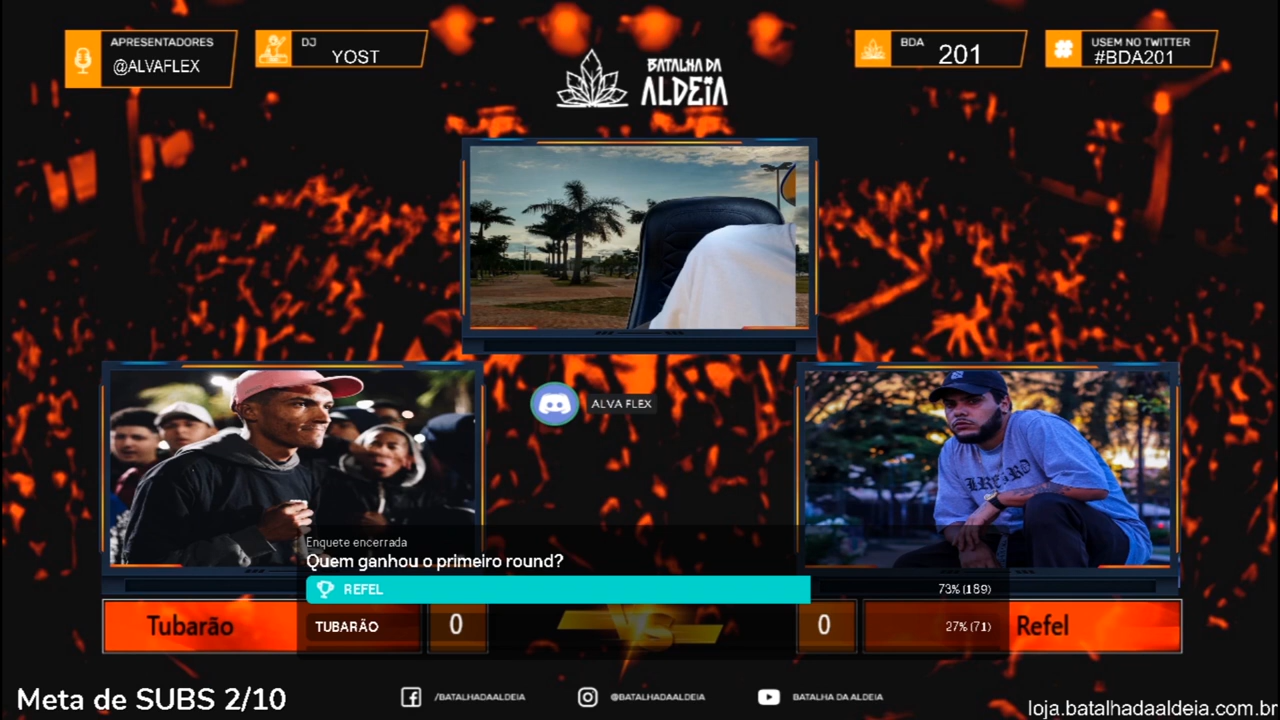 APRESENTADORES
@ALVAFLEX
DJ
YOST
BATALHA DA
ALDEIA
BDA
201
USEM NO TWITTER
#BDA201
ALVA FLEX
Enquete encerrada
Quem ganhou o primeiro round?
REFEL
73% (189)
Tubarão
TUBARÃO
0
0
27% (71)
Refel
Meta de SUBS 2/10
/BATALHADAALDEIA
@BATALHADAALDEIA
BATALHA DA ALDEIA
loja.batalhadaaldeia.com.br